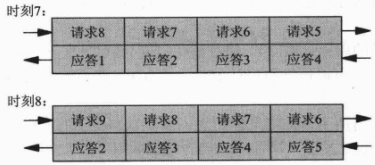 时刻7:
请求8 请求7 请求6 请求5
应答1 应答2 应答3 应答4
时刻8:
请求9 请求8 请求7 请求6
应答2 应答3 应答4 应答5